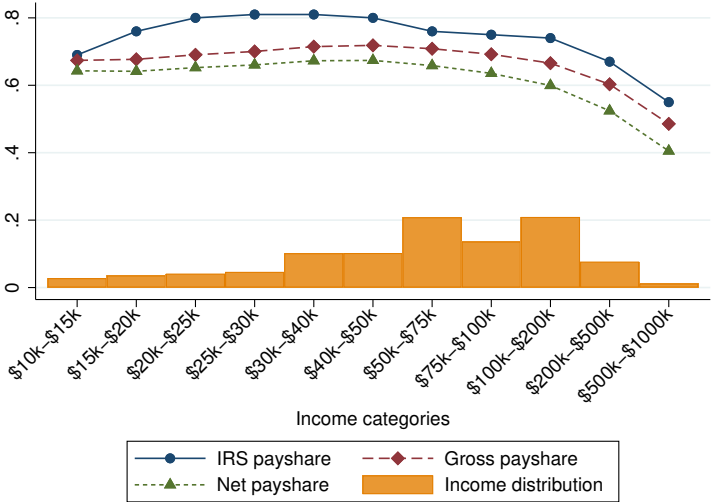 .8
.6
.4
.2
0
$10k–$15k
$15k–$20k
$20k–$25k
$25k–$30k
$30k–$40k
$40k–$50k
$50k–$75k
$75k–$100k
$100k–$200k
$200k–$500k
$500k–$1000k
Income categories
IRS payshare Gross payshare
Net payshare Income distribution